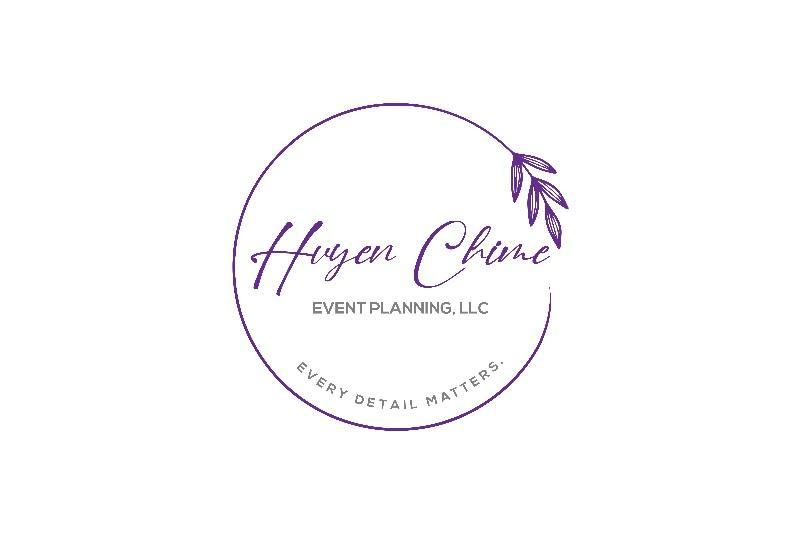 Huyen Chime
EVENT PLANNING, LLC
EVERY DETAIL MATTERS.